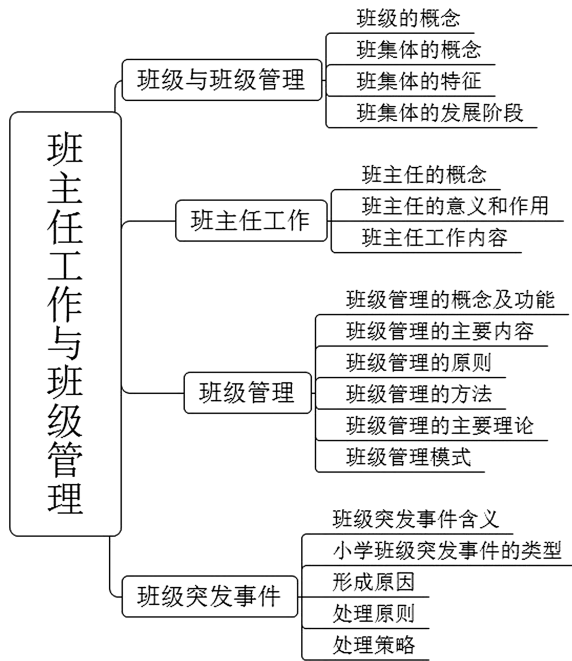 班主任工作与班级管理
班级与班级管理
班级的概念
班集体的概念
班集体的特征
班集体的发展阶段
班主任工作
班主任的概念
班主任的意义和作用
班主任工作内容
班级管理
班级管理的概念及功能
班级管理的主要内容
班级管理的原则
班级管理的方法
班级管理的主要理论
班级管理模式
班级突发事件
班级突发事件含义
小学班级突发事件的类型
形成原因
处理原则
处理策略